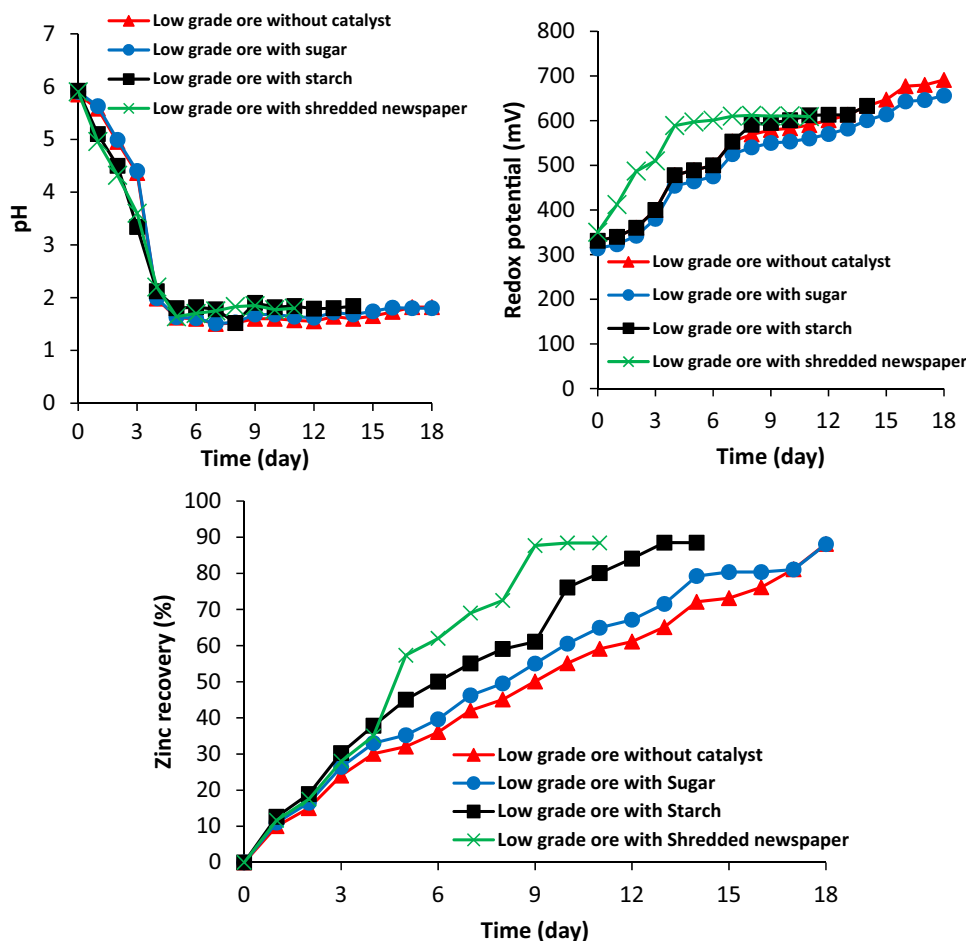 Low grade ore without catalyst
Low grade ore with sugar
Low grade ore with starch
Low grade ore with shredded newspaper
7
6
5
4
3
2
1
0
pH
0 3 6 9 12 15 18
Time (day)
800
700
600
500
400
300
200
100
0
Redox potential (mV)
Low grade ore without catalyst
Low grade ore with sugar
Low grade ore with starch
Low grade ore with shredded newspaper
0 3 6 9 12 15 18
Time (day)
100
90
80
70
60
50
40
30
20
10
0
Zinc recovery (%)
Low grade ore without catalyst
Low grade ore with Sugar
Low grade ore with Starch
Low grade ore with Shredded newspaper
0 3 6 9 12 15 18
Time (day)